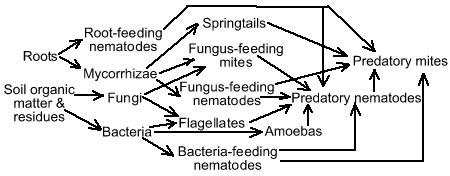 Root-feeding
nematodes
Springtails
Roots
Fungus-feeding
mites
Predatory mites
Mycorrhizae
Soil organic
matter &
residues
Fungi
Fungus-feeding
nematodes
Predatory nematodes
Flagellates
Bacteria
Amoebas
Bacteria-feeding
nematodes